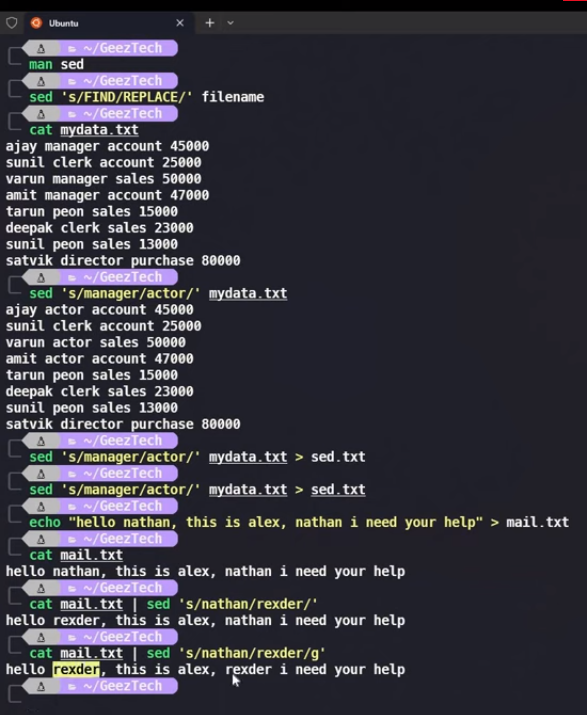 Ubuntu
~/GeezTech
man sed
~/GeezTech
sed 's/FIND/REPLACE/' filename
~/GeezTech
cat mydata.txt
ajay manager account 45000
sunil clerk account 25000
varun manager sales 50000
amit manager account 47000
tarun peon sales 15000
deepak clerk sales 23000
sunil peon sales 13000
satvik director purchase 80000
~/GeezTech
sed 's/manager/actor/' mydata.txt
ajay actor account 45000
sunil clerk account 25000
varun actor sales 50000
amit actor account 47000
tarun peon sales 15000
deepak clerk sales 23000
sunil peon sales 13000
satvik director purchase 80000
~/GeezTech
sed 's/manager/actor/' mydata.txt > sed.txt
~/GeezTech
sed 's/manager/actor/' mydata.txt > sed.txt
~/GeezTech
echo "hello nathan, this is alex, nathan i need your help" > mail.txt
~/GeezTech
cat mail.txt
hello nathan, this is alex, nathan i need your help
~/GeezTech
cat mail.txt | sed 's/nathan/rexder/'
hello rexder, this is alex, nathan i need your help
~/GeezTech
cat mail.txt | sed 's/nathan/rexder/g'
hello rexder, this is alex, rexder i need your help
~/GeezTech